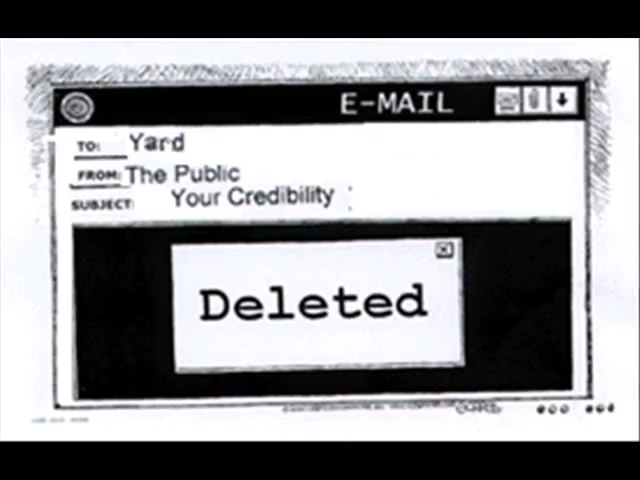 E-MAIL
TO: Yard
FROM: The Public
SUBJECT: Your Credibility
Deleted